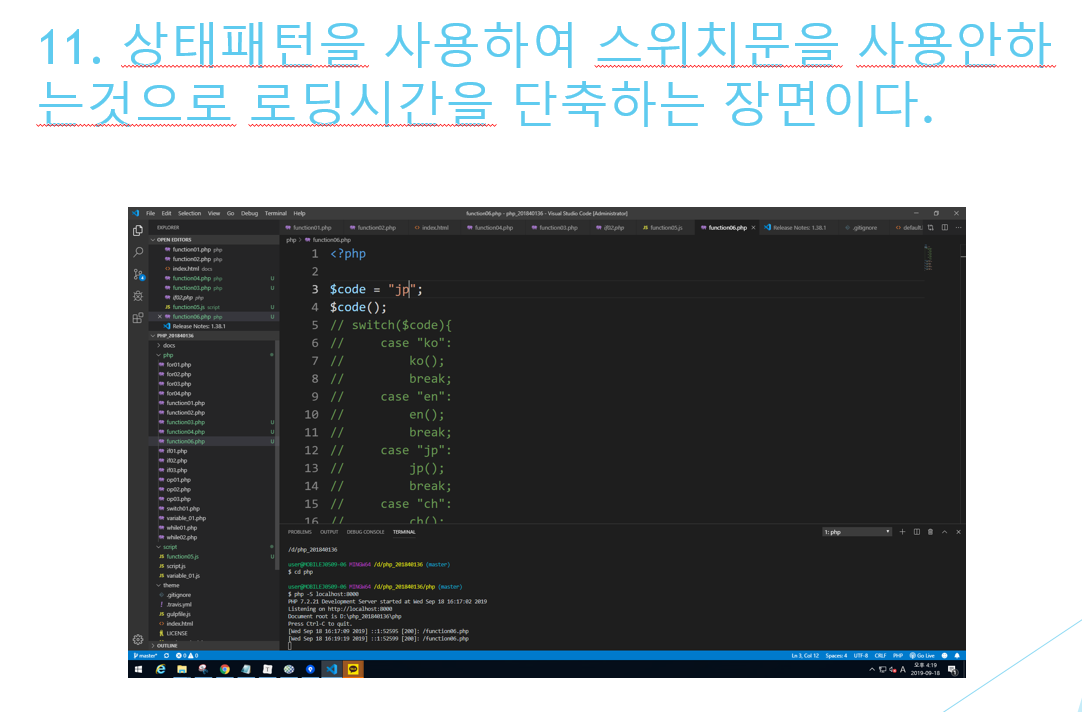 11. 상태패턴을 사용하여 스위치문을 사용안하
는것으로 로딩시간을 단축하는 장면이다.
File Edit Selection View Go Debug Terminal Help
function06.php - php_201840136 - Visual Studio Code [Administrator]
EXPLORER
function01.php function02.php index.html function04.php function03.php if02.php function05.js function06.php × Release Notes: 1.38.1 .gitignore
OPEN EDITORS
function01.php php
function02.php php
index.html docs
function04.php php U
function03.php php U
if02.php php
function05.js script U
× function06.php php U
Release Notes: 1.38.1
PHP_201840136
> docs
php
for01.php
for02.php
for03.php
for04.php
function01.php
function02.php
function03.php U
function04.php U
function06.php U
if01.php
if02.php
if03.php
op01.php
op02.php
op03.php
switch01.php
variable_01.php
while01.php
while02.php
script
JS function05.js U
JS script.js
JS variable_01.js
theme
.gitignore
! .travis.yml
JS gulpfile.js
index.html
LICENSE
> OUTLINE
php > function06.php
1 <?php
2
3 $code = "jp";
4 $code();
5 // switch($code){
6 //     case "ko":
7 //         ko();
8 //         break;
9 //     case "en":
10 //         en();
11 //         break;
12 //     case "jp":
13 //         jp();
14 //         break;
15 //     case "ch":
16 //         ch();
PROBLEMS OUTPUT DEBUG CONSOLE TERMINAL
1: php
/d/php_201840136
user@MOBILE30509-06 MINGW64 /d/php_201840136 (master)
$ cd php
user@MOBILE30509-06 MINGW64 /d/php_201840136/php (master)
$ php -S localhost:8000
PHP 7.2.21 Development Server started at Wed Sep 18 16:17:02 2019
Listening on http://localhost:8000
Document root is D:\php_201840136\php
Press Ctrl-C to quit.
[Wed Sep 18 16:17:09 2019] ::1:52595 [200]: /function06.php
[Wed Sep 18 16:19:19 2019] ::1:52599 [200]: /function06.php
master* 0 0 Ln 3, Col 12 Spaces: 4 UTF-8 CRLF PHP Go Live
A 오후 4:19
2019-09-18